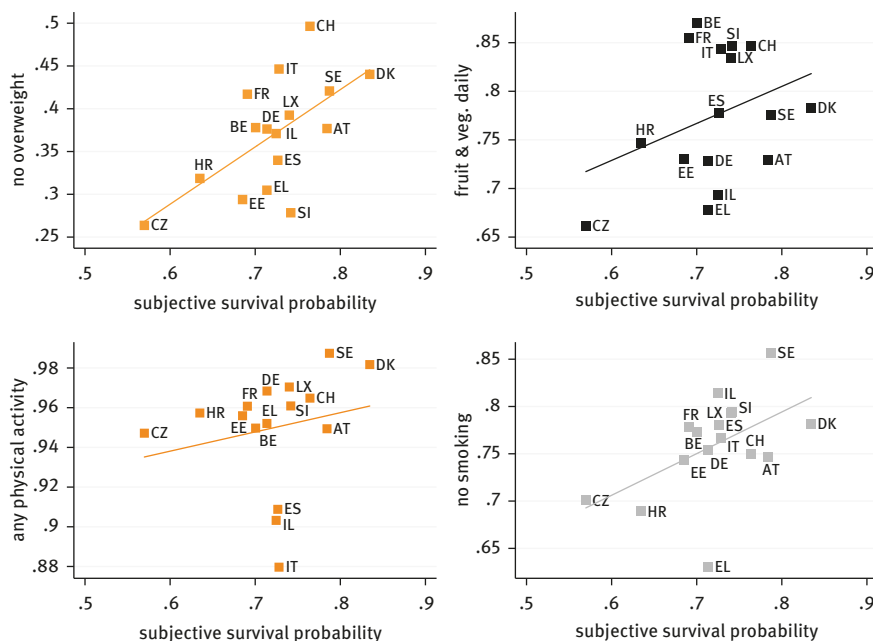 no overweight
.5
.45
.4
.35
.3
.25
CH
IT
DK
SE
FR
LX
DE
BE
IL
AT
ES
HR
EL
EE
SI
CZ
.5 .6 .7 .8 .9
subjective survival probability
fruit & veg. daily
.85
.8
.75
.7
.65
BE
FR
SI
IT
CH
LX
ES
DK
SE
HR
EE
DE
AT
IL
EL
CZ
.5 .6 .7 .8 .9
subjective survival probability
any physical activity
.98
.96
.94
.92
.9
.88
SE
DK
DE
LX
FR
CH
HR
SI
EE
EL
BE
AT
CZ
ES
IL
IT
.5 .6 .7 .8 .9
subjective survival probability
no smoking
.85
.8
.75
.7
.65
SE
IL
SI
FR
LX
ES
DK
BE
IT
DE
CH
EE
AT
CZ
HR
EL
.5 .6 .7 .8 .9
subjective survival probability